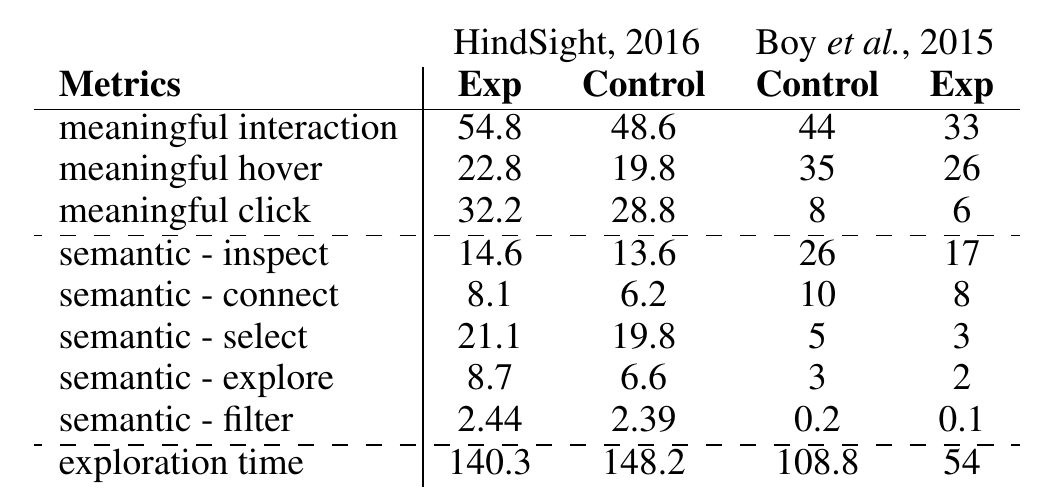 HindSight, 2016 Boy et al., 2015
Metrics Exp Control Control Exp
meaningful interaction 54.8 48.6 44 33
meaningful hover 22.8 19.8 35 26
meaningful click 32.2 28.8 8 6
semantic - inspect 14.6 13.6 26 17
semantic - connect 8.1 6.2 10 8
semantic - select 21.1 19.8 5 3
semantic - explore 8.7 6.6 3 2
semantic - filter 2.44 2.39 0.2 0.1
exploration time 140.3 148.2 108.8 54